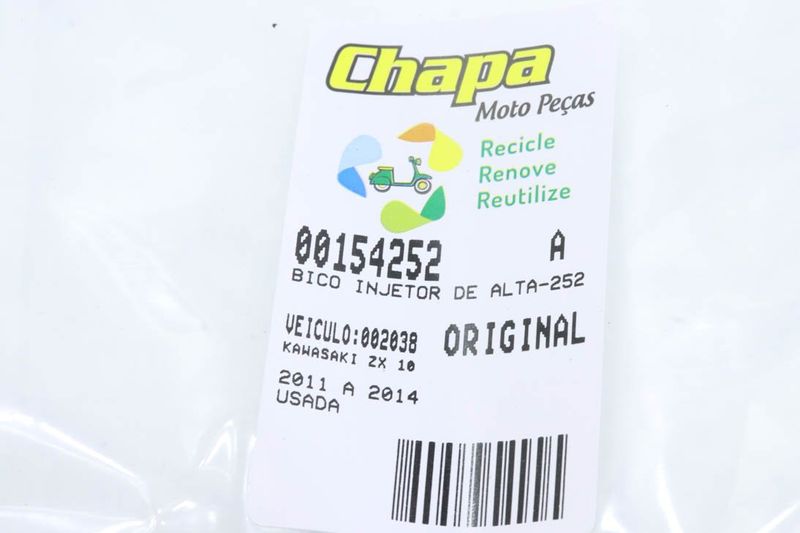 Chapa
Moto Peças
Recicle
Renove
Reutilize
00154252 A
BICO INJETOR DE ALTA-252
VEICULO:002038 ORIGINAL
KAWASAKI ZX 10
2011 A 2014
USADA